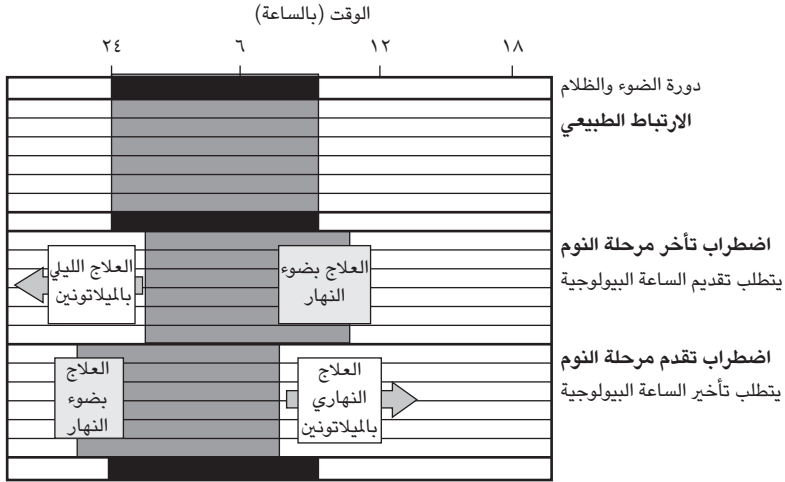 الوقت (بالساعة)
٢٤ ٦ ١٢ ١٨
دورة الضوء والظلام
الارتباط الطبيعي
اضطراب تأخر مرحلة النوم
يتطلب تقديم الساعة البيولوجية
العلاج الليلي
بالميلاتونين
العلاج بضوء
النهار
اضطراب تقدم مرحلة النوم
يتطلب تأخير الساعة البيولوجية
العلاج
بضوء
النهار
العلاج
النهاري
بالميلاتونين